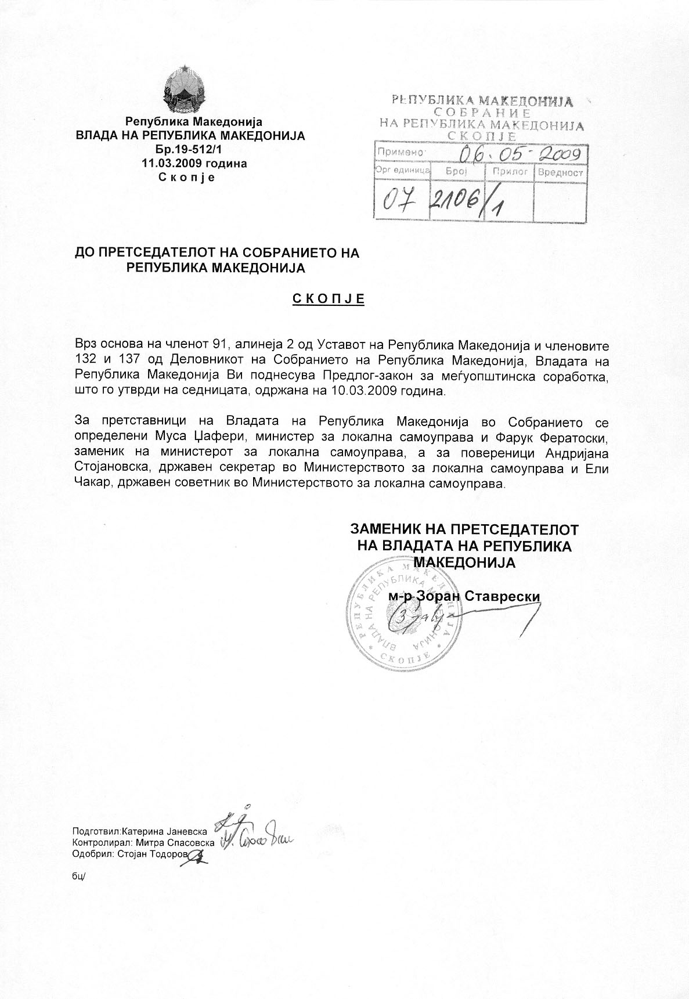 Република Македонија
ВЛАДА НА РЕПУБЛИКА МАКЕДОНИЈА
Бр.19-512/1
11.03.2009 година
С к о п ј е
РЕПУБЛИКА МАКЕДОНИЈА
СОБРАНИЕ
НА РЕПУБЛИКА МАКЕДОНИЈА
СКОПЈЕ
Примено: 06.05-2009
Орг единица Број Прилог Вредност
07 2106/1
ДО ПРЕТСЕДАТЕЛОТ НА СОБРАНИЕТО НА
РЕПУБЛИКА МАКЕДОНИЈА
С К О П Ј Е
Врз основа на членот 91, алинеја 2 од Уставот на Република Македонија и членовите
132 и 137 од Деловникот на Собранието на Република Македонија, Владата на
Република Македонија Ви поднесува Предлог-закон за меѓуопштинска соработка,
што го утврди на седницата, одржана на 10.03.2009 година.
За претставници на Владата на Република Македонија во Собранието се
определени Муса Џафери, министер за локална самоуправа и Фарук Фератоски,
заменик на министерот за локална самоуправа, а за повереници Андријана
Стојановска, државен секретар во Министерството за локална самоуправа и Ели
Чакар, државен советник во Министерството за локална самоуправа.
ЗАМЕНИК НА ПРЕТСЕДАТЕЛОТ
НА ВЛАДАТА НА РЕПУБЛИКА
МАКЕДОНИЈА
м-р Зоран Ставрески
РЕПУБЛИКА МАКЕДОНИЈА
ВЛАДА НА РЕПУБЛИКА МАКЕДОНИЈА
СКОПЈЕ
Подготвил:Катерина Јаневска
Контролирал: Митра Спасовска
Одобрил: Стојан Тодоров
бц/